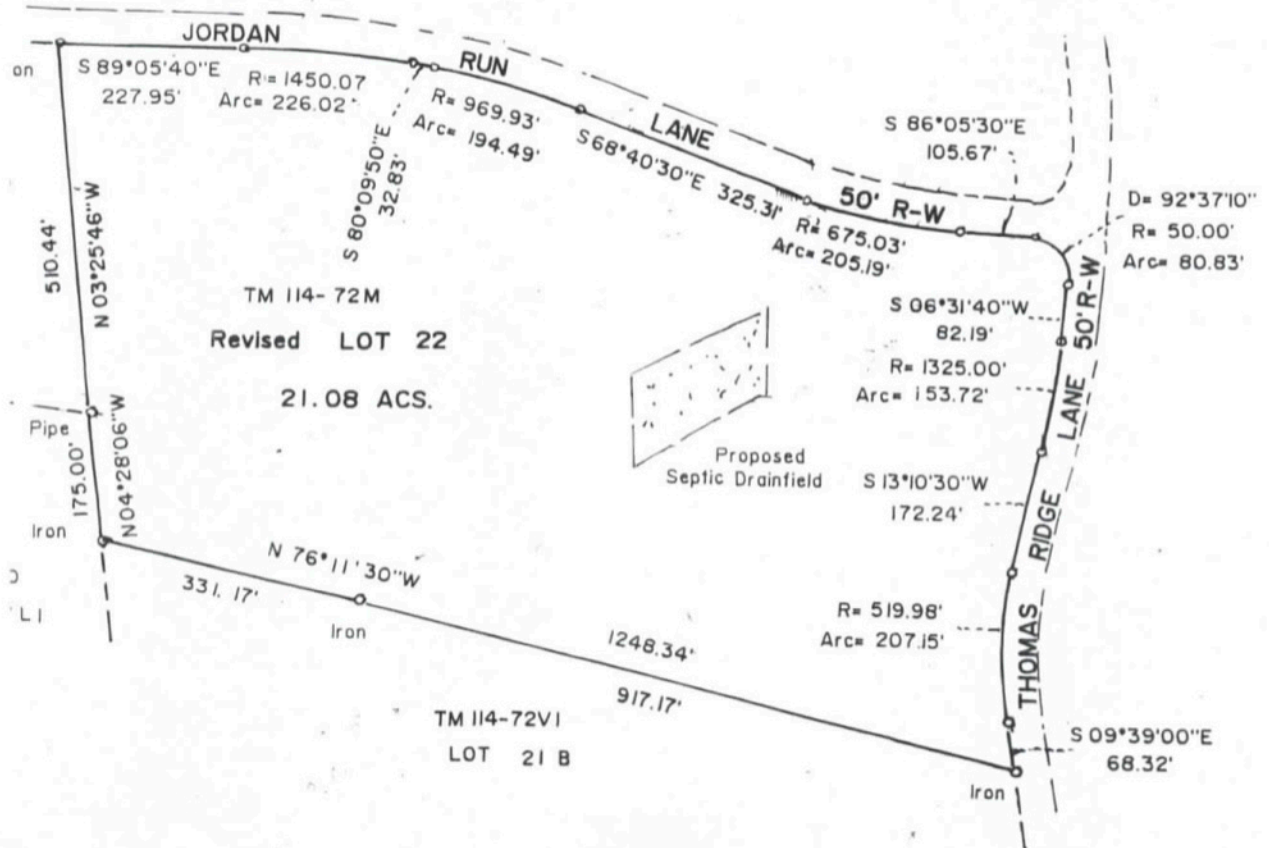 JORDAN
RUN
LANE
50' R-W
on
S 89°05'40"E
227.95'
R= 1450.07
Arc= 226.02'
S 80°09'50"E
32.83'
R= 969.93'
Arc= 194.49'
S 68°40'30"E 325.31'
R= 675.03'
Arc= 205.19'
S 86°05'30"E
105.67'
D= 92°37'10"
R= 50.00'
Arc= 80.83'
510.44'
N 03°25'46"W
TM 114-72M
Revised LOT 22
21.08 ACS.
S 06°31'40"W
82.19'
R= 1325.00'
Arc= 153.72'
THOMAS RIDGE LANE 50' R-W
Pipe
175.00'
N 04°28'06"W
Iron
Proposed
Septic Drainfield
S 13°10'30"W
172.24'
N 76°11'30"W
331.17'
Iron
1248.34'
917.17'
R= 519.98'
Arc= 207.15'
TM 114-72V1
LOT 21 B
S 09°39'00"E
68.32'
Iron